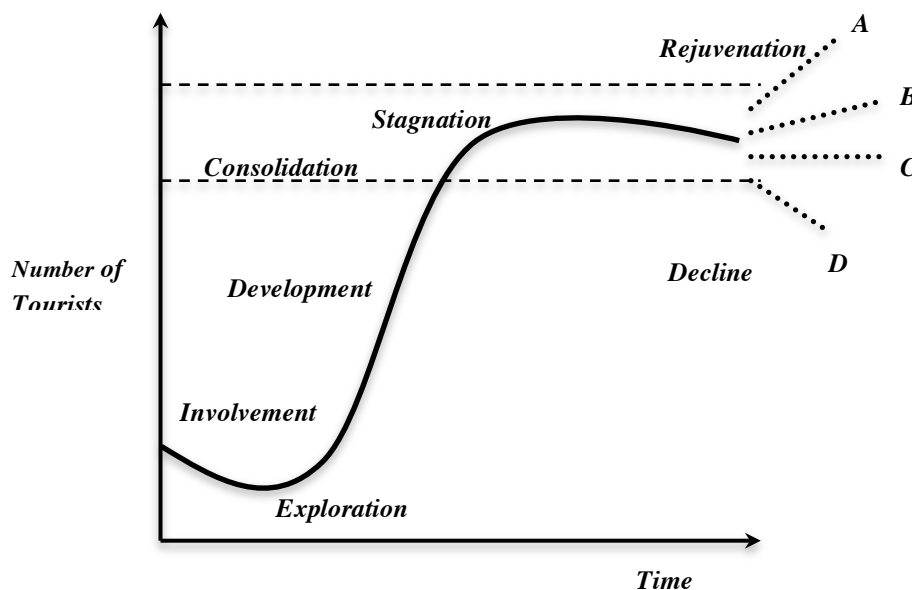 A
Rejuvenation
B
Stagnation
Consolidation
C
Number of
Tourists
Development
D
Decline
Involvement
Exploration
Time